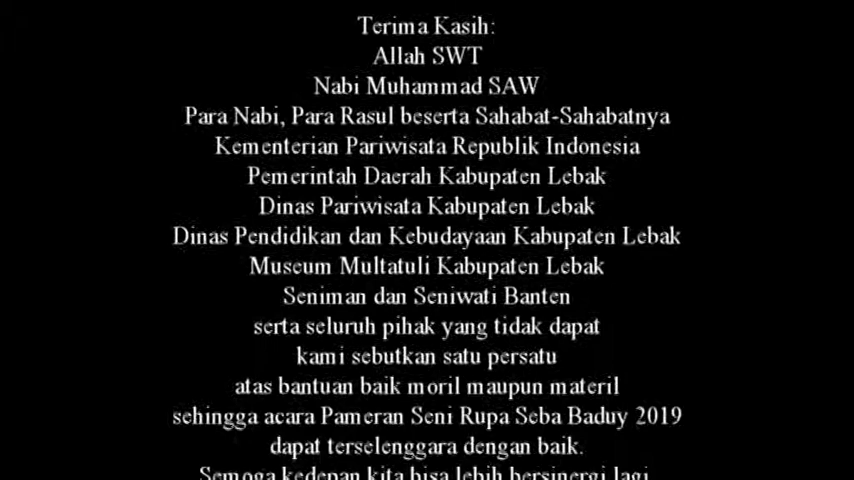 Terima Kasih:
Allah SWT
Nabi Muhammad SAW
Para Nabi, Para Rasul beserta Sahabat-Sahabatnya
Kementerian Pariwisata Republik Indonesia
Pemerintah Daerah Kabupaten Lebak
Dinas Pariwisata Kabupaten Lebak
Dinas Pendidikan dan Kebudayaan Kabupaten Lebak
Museum Multatuli Kabupaten Lebak
Seniman dan Seniwati Banten
serta seluruh pihak yang tidak dapat
kami sebutkan satu persatu
atas bantuan baik moril maupun materil
sehingga acara Pameran Seni Rupa Seba Baduy 2019
dapat terselenggara dengan baik.
Semoga kedepan kita bisa lebih bersinergi lagi